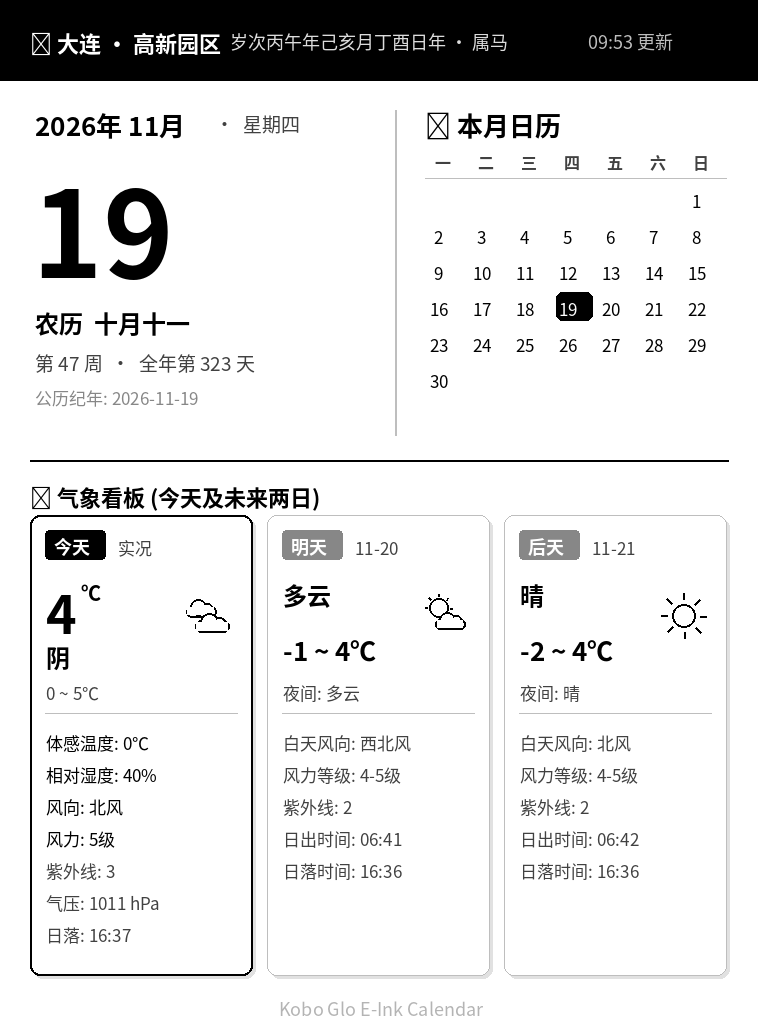 大连 · 高新园区 岁次丙午年己亥月丁酉日年 · 属马 09:53 更新
2026年 11月 · 星期四
19
农历 十月十一
第 47 周 · 全年第 323 天
公历纪年: 2026-11-19
本月日历
一 二 三 四 五 六 日
1
2 3 4 5 6 7 8
9 10 11 12 13 14 15
16 17 18 19 20 21 22
23 24 25 26 27 28 29
30
气象看板 (今天及未来两日)
今天 实况
4℃
阴
0 ~ 5℃
体感温度: 0℃
相对湿度: 40%
风向: 北风
风力: 5级
紫外线: 3
气压: 1011 hPa
日落: 16:37
明天 11-20
多云
-1 ~ 4℃
夜间: 多云
白天风向: 西北风
风力等级: 4-5级
紫外线: 2
日出时间: 06:41
日落时间: 16:36
后天 11-21
晴
-2 ~ 4℃
夜间: 晴
白天风向: 北风
风力等级: 4-5级
紫外线: 2
日出时间: 06:42
日落时间: 16:36
Kobo Glo E-Ink Calendar